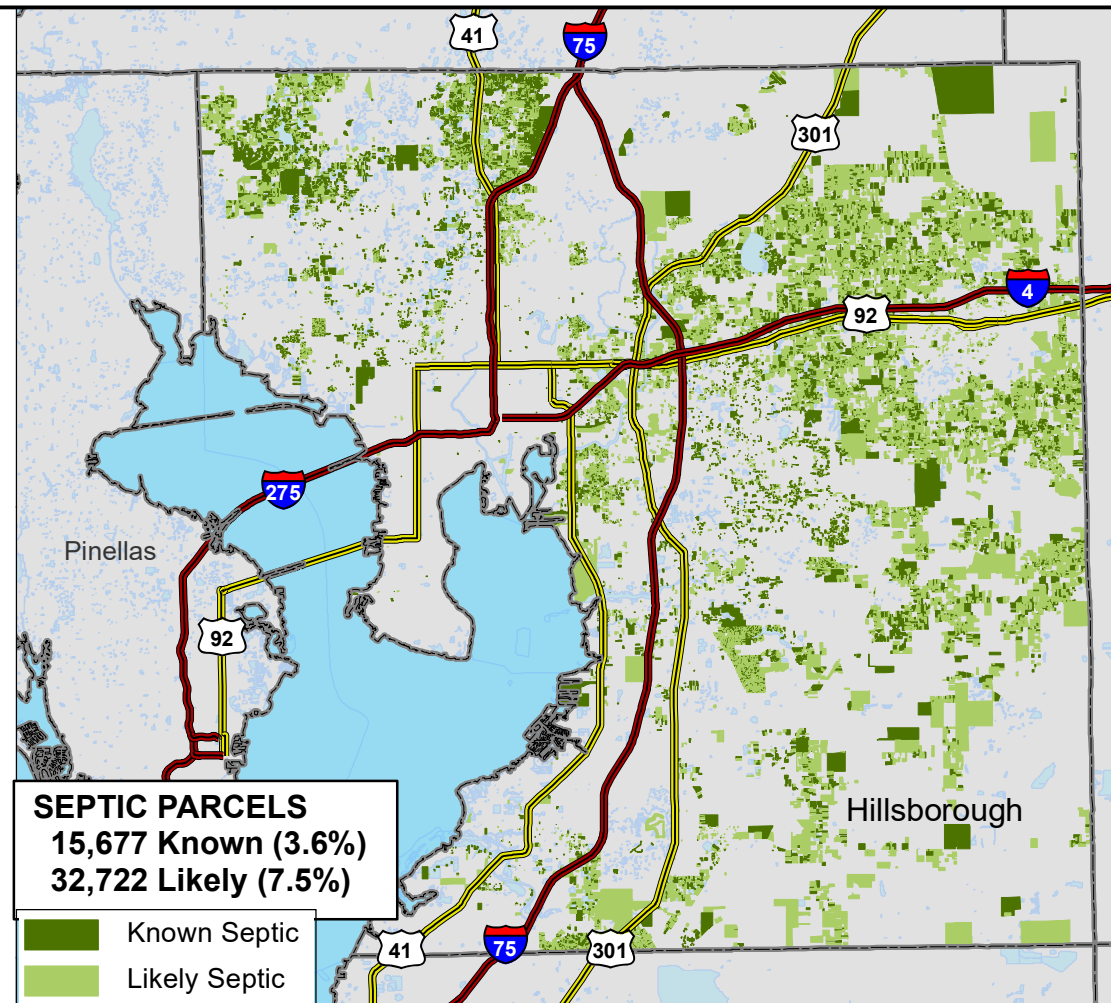 41
75
301
4
92
275
Pinellas
92
SEPTIC PARCELS
15,677 Known (3.6%)
32,722 Likely (7.5%)
Hillsborough
Known Septic
Likely Septic
41
75
301